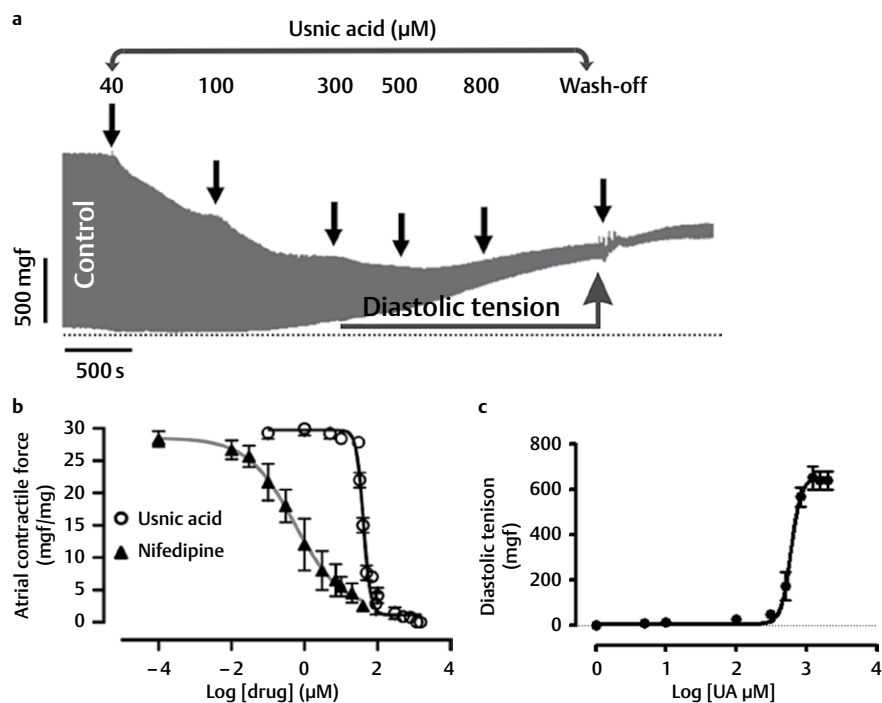 a
Usnic acid (µM)
40 100 300 500 800 Wash-off
Control
500 mgf
Diastolic tension
500 s
b
30
25
20
15
10
5
0
Atrial contractile force
(mgf/mg)
Usnic acid
Nifedipine
−4 −2 0 2 4
Log [drug] (µM)
c
800
600
400
200
0
Diastolic tenison
(mgf)
0 1 2 3 4
Log [UA µM]